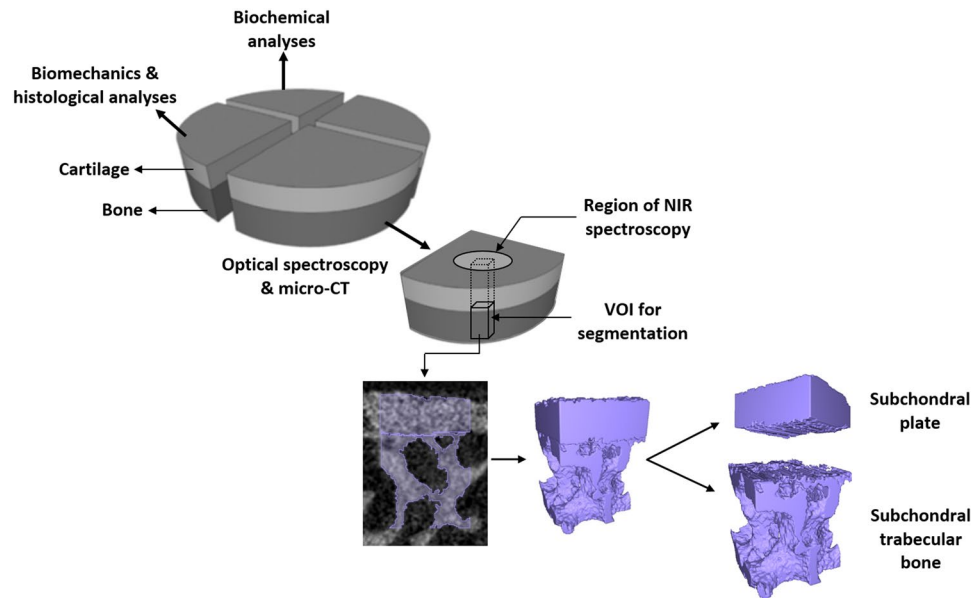 Biochemical
analyses
Biomechanics &
histological analyses
Cartilage
Bone
Optical spectroscopy
& micro-CT
Region of NIR
spectroscopy
VOI for
segmentation
Subchondral
plate
Subchondral
trabecular
bone